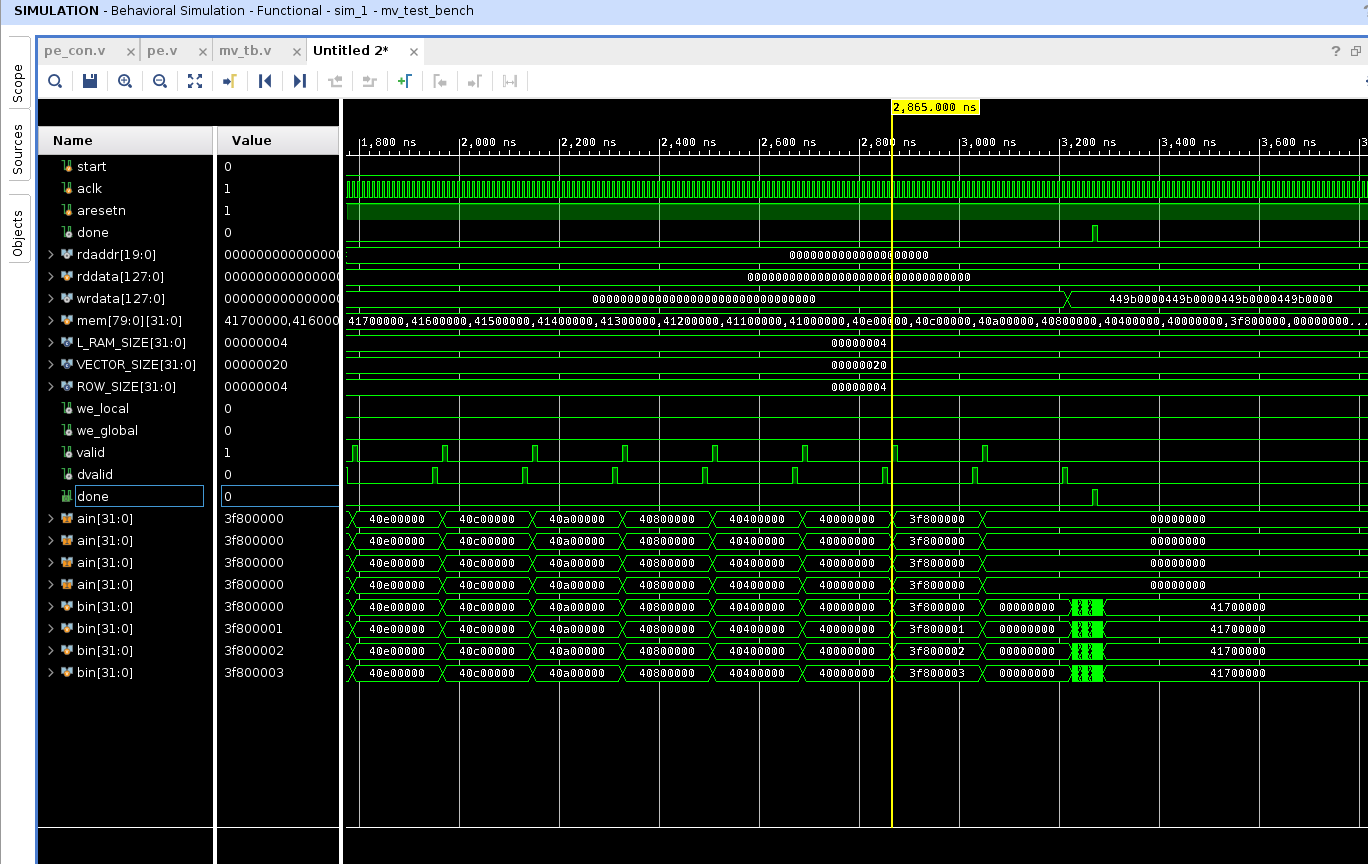 SIMULATION - Behavioral Simulation - Functional - sim_1 - mv_test_bench
Scope
Sources
Objects
pe_con.v × pe.v × mv_tb.v × Untitled 2* ×
?
2,865.000 ns
Name Value
1,800 ns 2,000 ns 2,200 ns 2,400 ns 2,600 ns 2,800 ns 3,000 ns 3,200 ns 3,400 ns 3,600 ns
start 0
aclk 1
aresetn 1
done 0
rdaddr[19:0] 0000000000000000 00000000000000000000
rddata[127:0] 0000000000000000 00000000000000000000000000000000
wrdata[127:0] 0000000000000000 00000000000000000000000000000000 449b0000449b0000449b0000449b0000
mem[79:0][31:0] 41700000,416000 41700000,41600000,41500000,41400000,41300000,41200000,41100000,41000000,40e00000,40c00000,40a00000,40800000,40400000,40000000,3f800000,00000000...
L_RAM_SIZE[31:0] 00000004 00000004
VECTOR_SIZE[31:0] 00000020 00000020
ROW_SIZE[31:0] 00000004 00000004
we_local 0
we_global 0
valid 1
dvalid 0
done 0
ain[31:0] 3f800000 40e00000 40c00000 40a00000 40800000 40400000 40000000 3f800000 00000000
ain[31:0] 3f800000 40e00000 40c00000 40a00000 40800000 40400000 40000000 3f800000 00000000
ain[31:0] 3f800000 40e00000 40c00000 40a00000 40800000 40400000 40000000 3f800000 00000000
ain[31:0] 3f800000 40e00000 40c00000 40a00000 40800000 40400000 40000000 3f800000 00000000
bin[31:0] 3f800000 40e00000 40c00000 40a00000 40800000 40400000 40000000 3f800000 00000000 41700000
bin[31:0] 3f800001 40e00000 40c00000 40a00000 40800000 40400000 40000000 3f800001 00000000 41700000
bin[31:0] 3f800002 40e00000 40c00000 40a00000 40800000 40400000 40000000 3f800002 00000000 41700000
bin[31:0] 3f800003 40e00000 40c00000 40a00000 40800000 40400000 40000000 3f800003 00000000 41700000